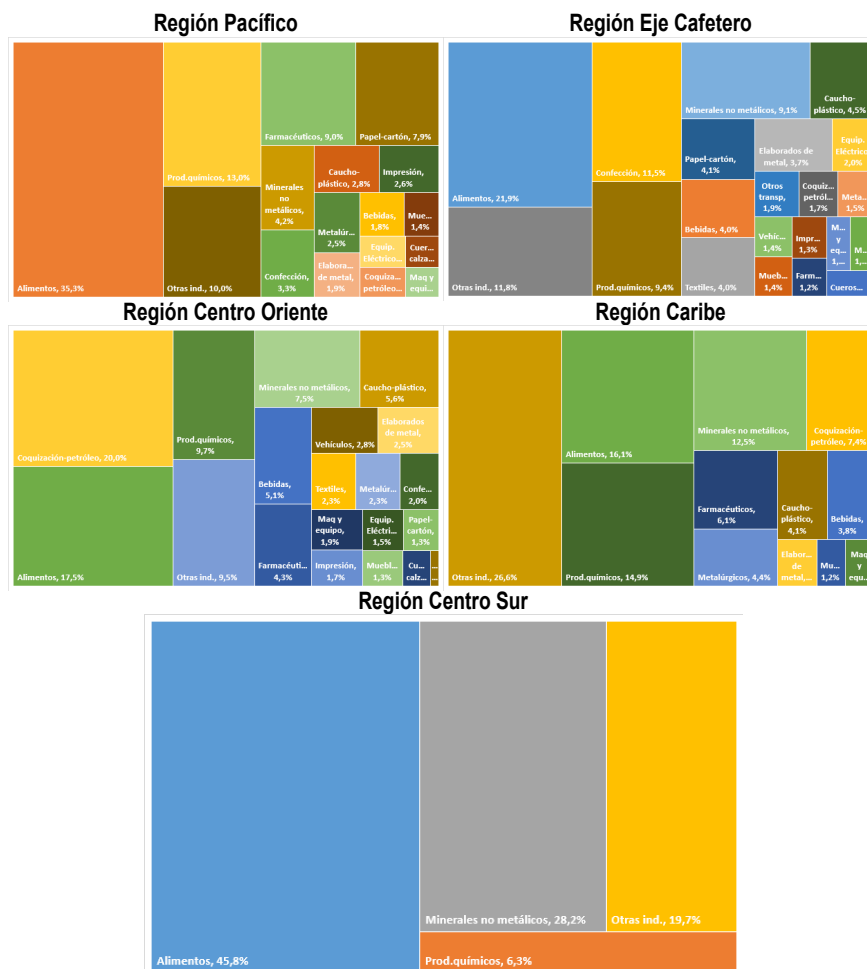 Región Pacífico
Alimentos, 35,3%
Prod.químicos, 13,0%
Otras ind., 10,0%
Farmacéuticos, 9,0%
Papel-cartón, 7,9%
Minerales
no
metálicos,
4,2%
Confección,
3,3%
Caucho-
plástico, 2,8%
Impresión,
2,6%
Metalúr...
2,5%
Bebidas,
1,8%
Mue...
1,4%
Elabora...
de metal,
1,9%
Equip.
Eléctrico...
Cuer...
calza...
Coquiza...
petróleo...
Maq y
equi...
Región Eje Cafetero
Alimentos, 21,9%
Otras ind., 11,8%
Confección, 11,5%
Prod.químicos, 9,4%
Minerales no metálicos, 9,1%
Caucho-
plástico, 4,5%
Papel-cartón,
4,1%
Bebidas, 4,0%
Textiles, 4,0%
Elaborados de
metal, 3,7%
Equip.
Eléctrico...
2,0%
Otros
transp,
1,9%
Coquiz...
petról...
1,7%
Meta...
1,5%
Vehíc...
1,4%
Impr...
1,3%
M...
y
eq...
1,...
M...
1,...
Mueb...
1,4%
Farm...
1,2%
Cueros...
Región Centro Oriente
Coquización-petróleo, 20,0%
Alimentos, 17,5%
Prod.químicos,
9,7%
Otras ind., 9,5%
Minerales no metálicos,
7,5%
Caucho-plástico,
5,6%
Bebidas,
5,1%
Farmacéuti...
4,3%
Vehículos, 2,8%
Elaborados
de metal,
2,5%
Textiles,
2,3%
Metalúr...
2,3%
Confe...
2,0%
Maq y
equipo,
1,9%
Equip.
Eléctri...
1,5%
Papel-
cartón,
1,3%
Impresión,
1,7%
Muebl...
1,3%
Cu...
calz...
Región Caribe
Otras ind., 26,6%
Alimentos, 16,1%
Prod.químicos, 14,9%
Minerales no metálicos,
12,5%
Coquización-
petróleo, 7,4%
Farmacéuticos,
6,1%
Metalúrgicos, 4,4%
Caucho-
plástico,
4,1%
Bebidas,
3,8%
Elabor...
de
metal,...
Mu...
1,2%
Maq
y
equ...
Región Centro Sur
Alimentos, 45,8%
Minerales no metálicos, 28,2%
Otras ind., 19,7%
Prod.químicos, 6,3%